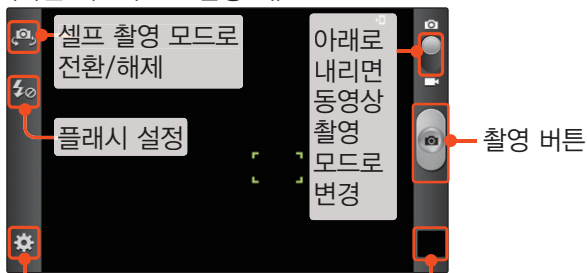 셀프 촬영 모드로
전환/해제
플래시 설정
아래로
내리면
동영상
촬영
모드로
변경
촬영 버튼